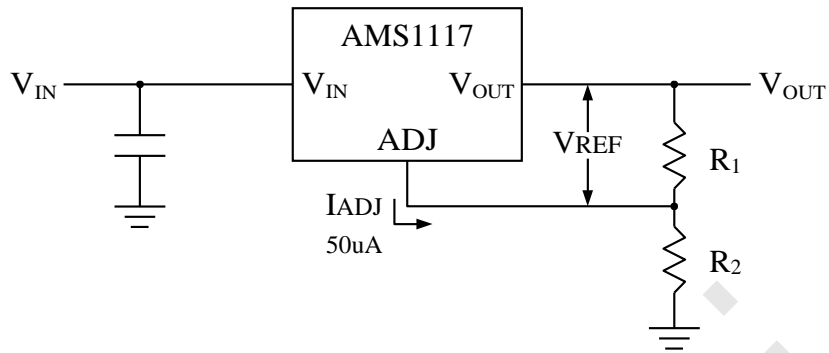 AMS1117
VIN
VIN
VOUT
VOUT
ADJ
VREF
R1
IADJ
50uA
R2